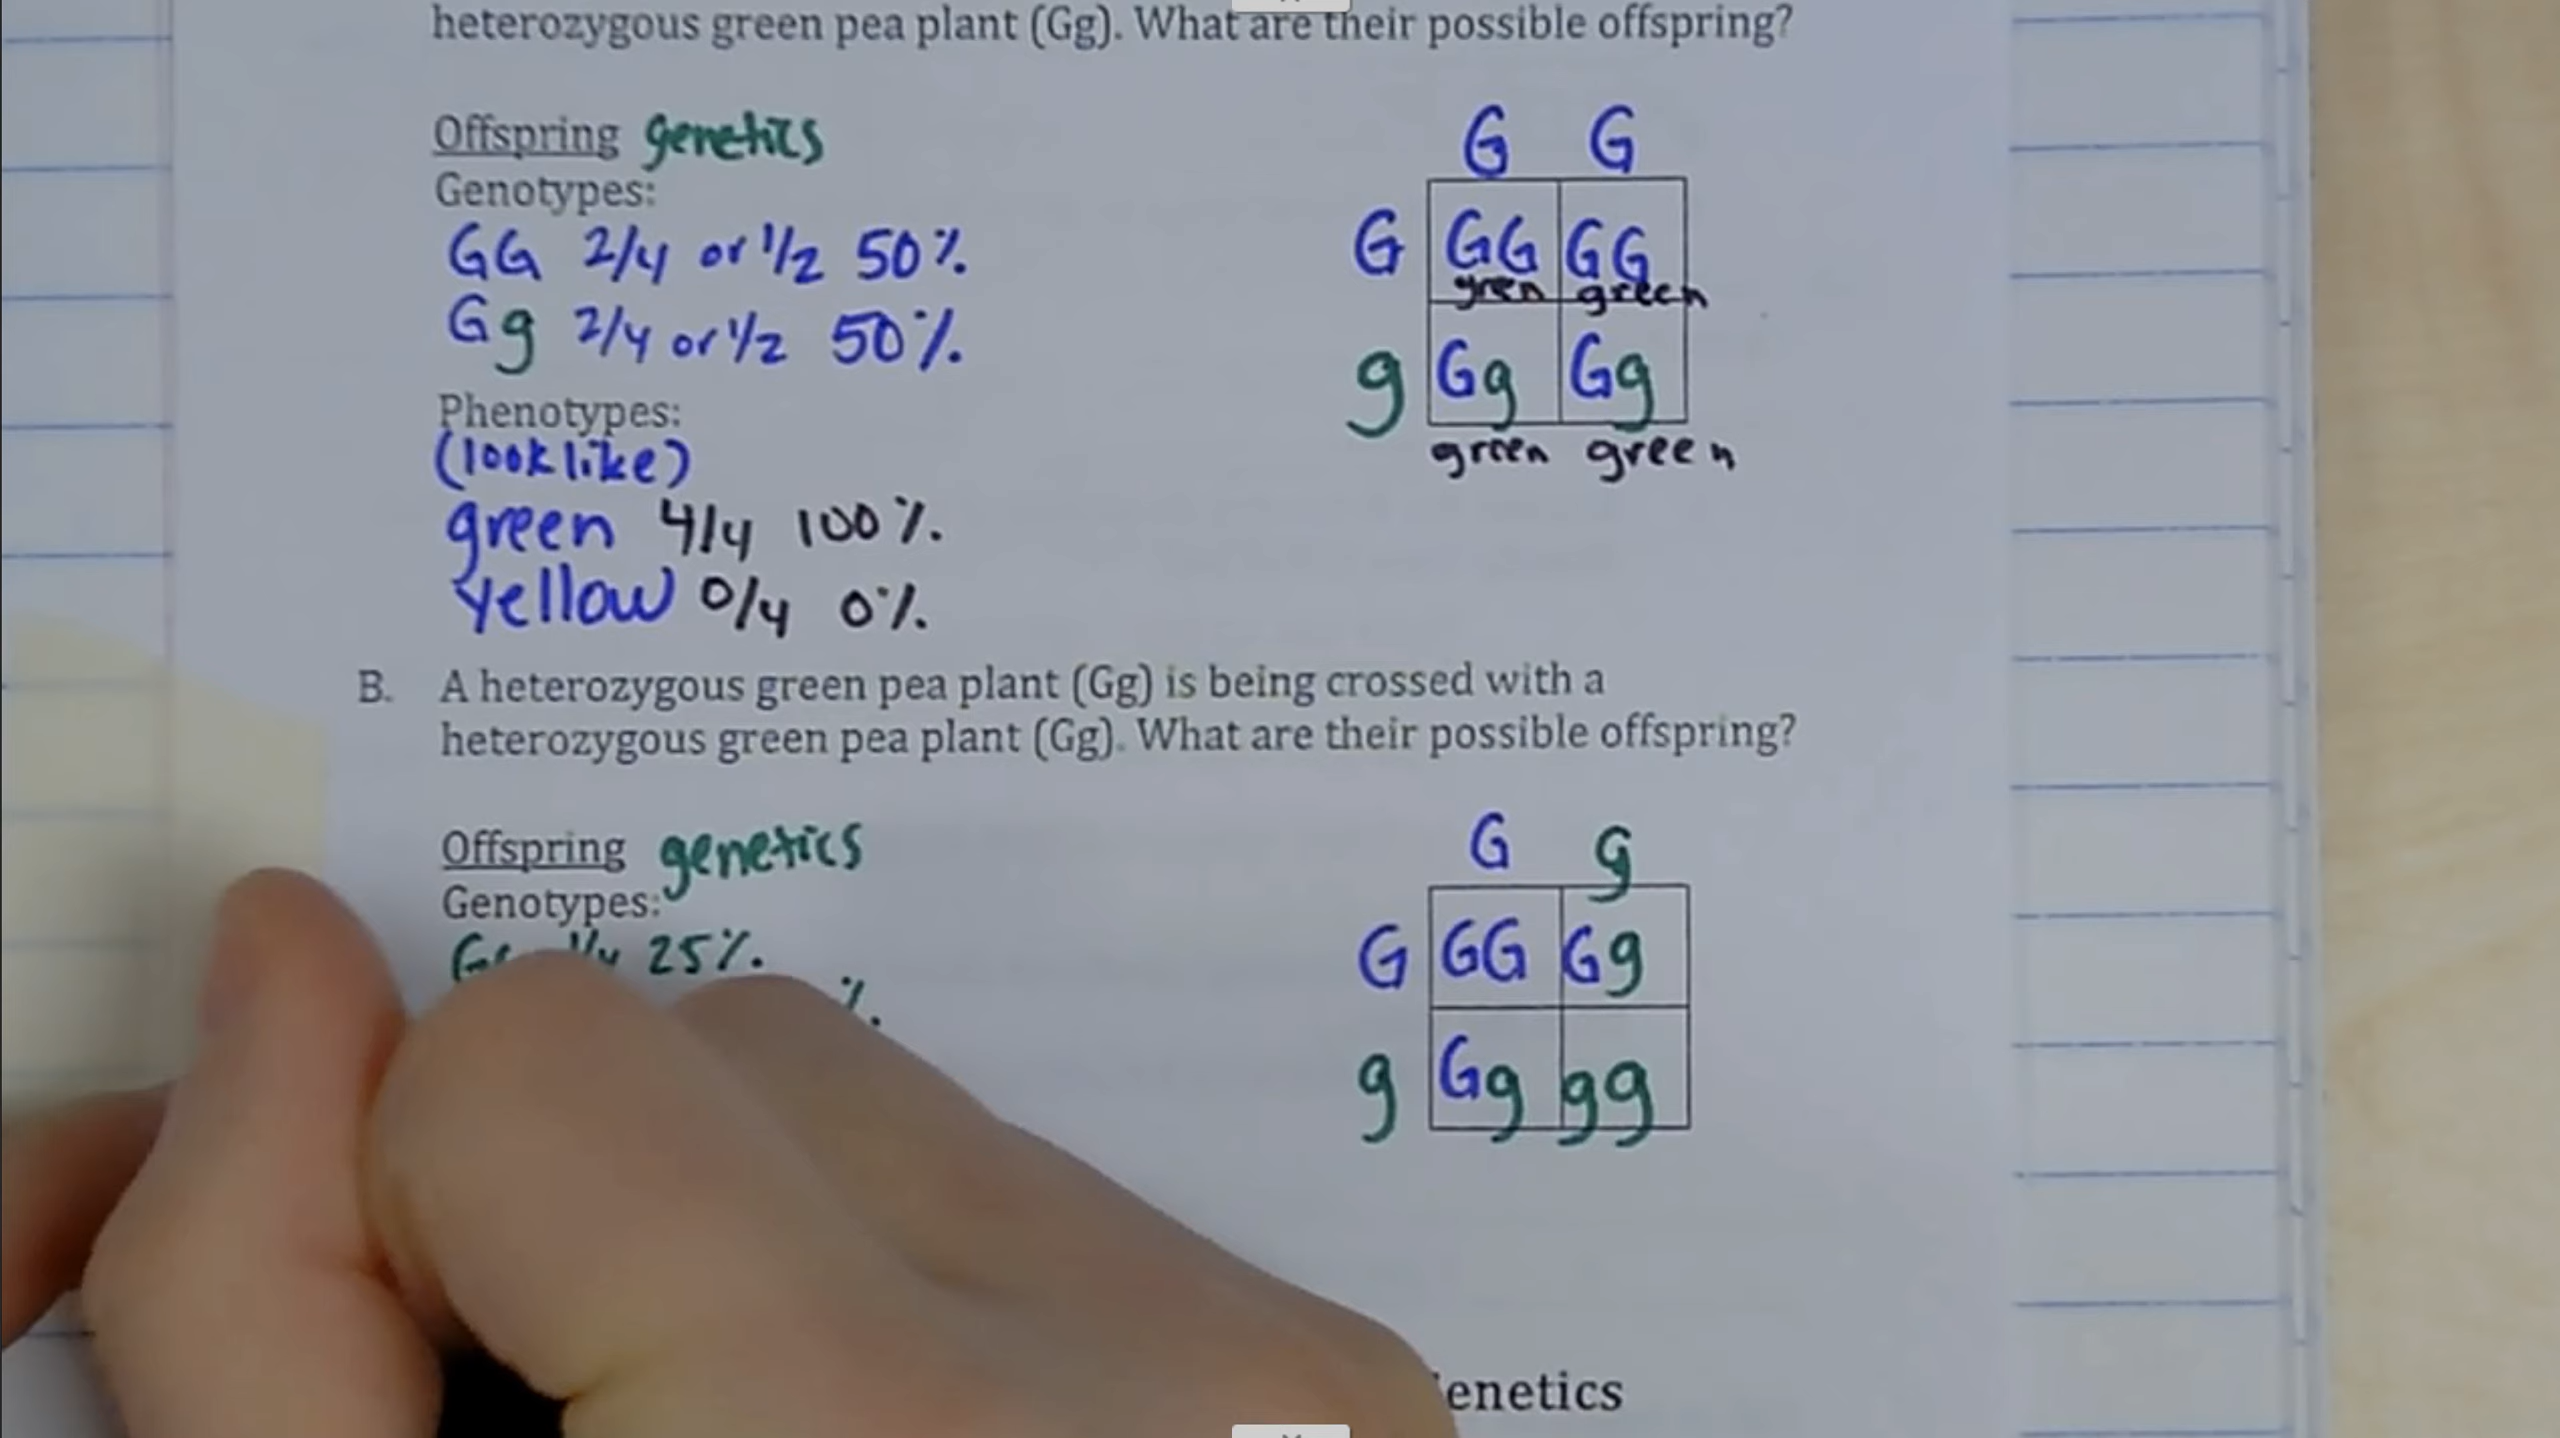 heterozygous green pea plant (Gg). What are their possible offspring?
Offspring genetics
Genotypes:
GG 2/4 or 1/2 50%
Gg 2/4 or 1/2 50%
Phenotypes:
(look like)
green 4/4 100%
Yellow 0/4 0%
G G
G GG GG
green green
g Gg Gg
green green
B. A heterozygous green pea plant (Gg) is being crossed with a
heterozygous green pea plant (Gg). What are their possible offspring?
Offspring genetics
Genotypes:
1/4 25%
%
G g
G GG Gg
g Gg gg